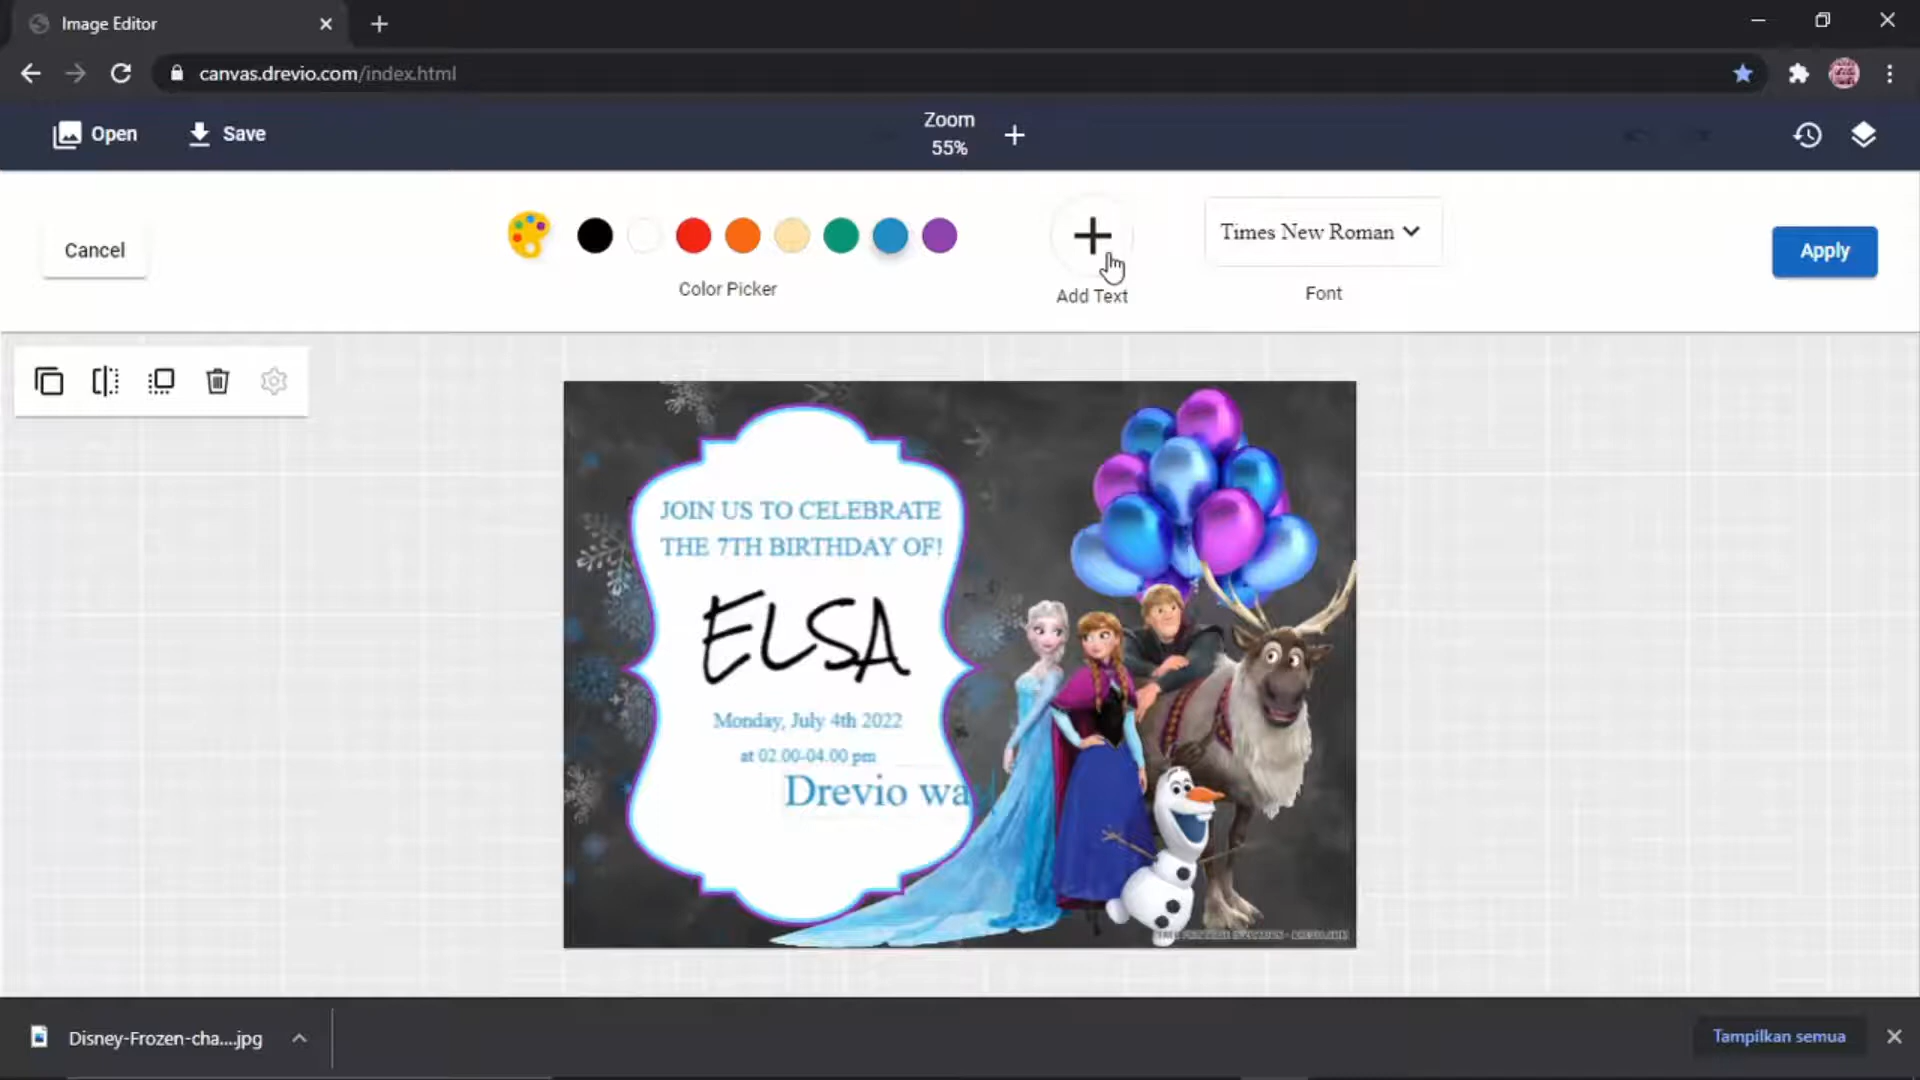 Image Editor
canvas.drevio.com/index.html
Open
Save
Zoom
55%
Cancel
Color Picker
Add Text
Times New Roman
Font
Apply
JOIN US TO CELEBRATE
THE 7TH BIRTHDAY OF!
ELSA
Monday, July 4th 2022
at 02.00-04.00 pm
Drevio wa
Disney-Frozen-cha....jpg
Tampilkan semua